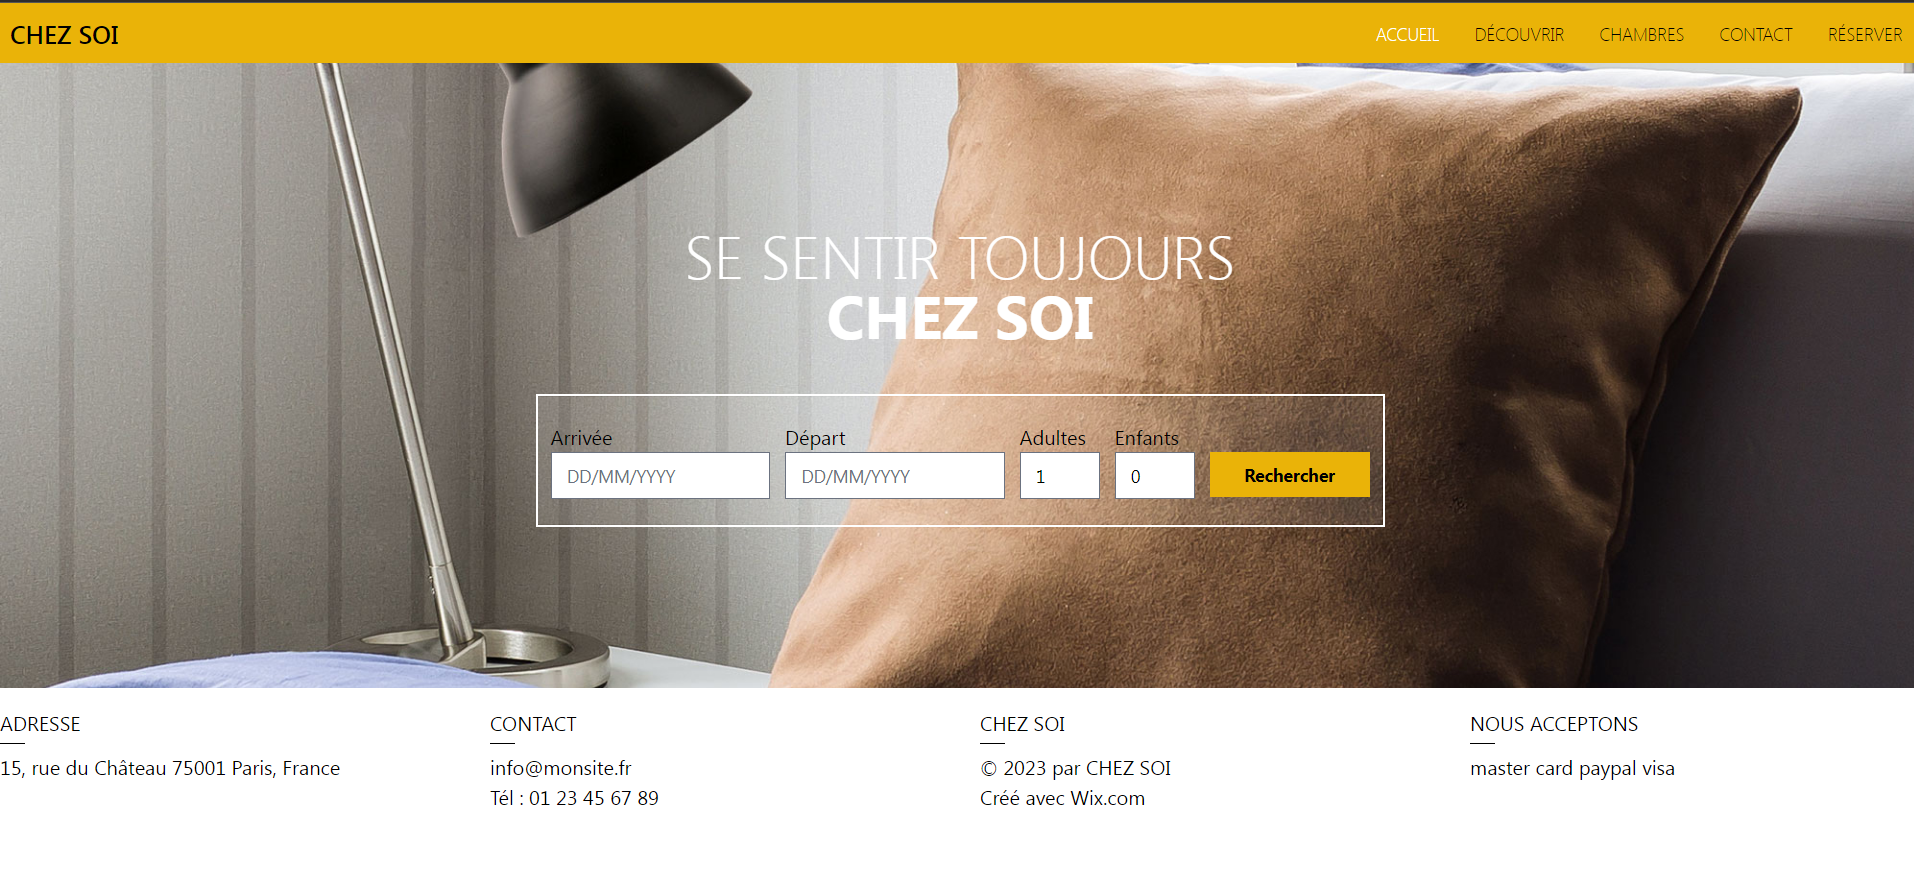 CHEZ SOI
ACCUEIL DÉCOUVRIR CHAMBRES CONTACT RÉSERVER
SE SENTIR TOUJOURS
CHEZ SOI
Arrivée Départ Adultes Enfants
DD/MM/YYYY DD/MM/YYYY 1 0 Rechercher
ADRESSE
15, rue du Château 75001 Paris, France
CONTACT
info@monsite.fr
Tél : 01 23 45 67 89
CHEZ SOI
© 2023 par CHEZ SOI
Créé avec Wix.com
NOUS ACCEPTONS
master card paypal visa